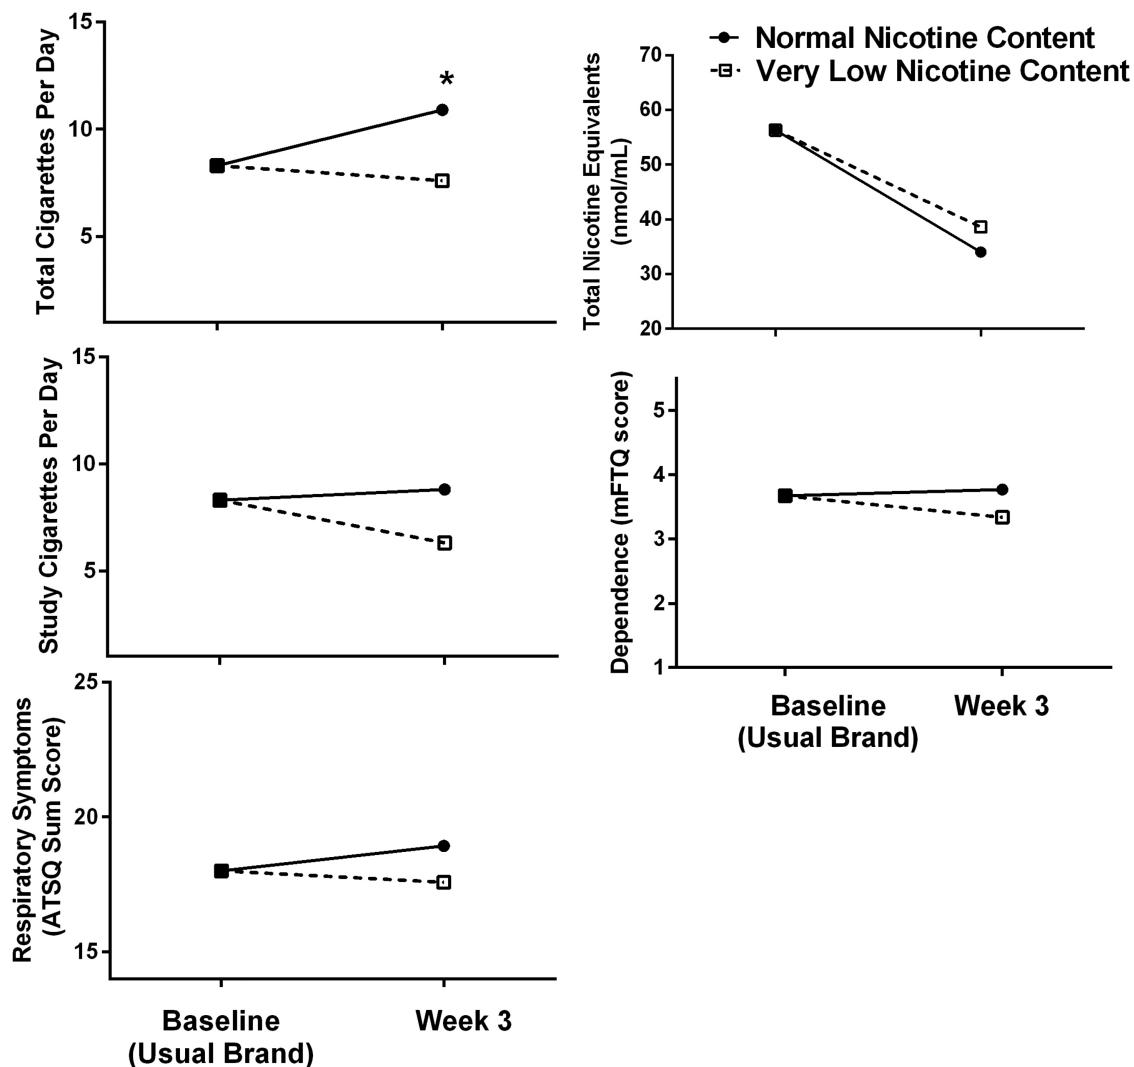 Total Cigarettes Per Day
15
10
5
*
Normal Nicotine Content
Very Low Nicotine Content
Total Nicotine Equivalents
(nmol/mL)
70
60
50
40
30
20
Study Cigarettes Per Day
15
10
5
Dependence (mFTQ score)
5
4
3
2
1
Baseline
(Usual Brand)
Week 3
Respiratory Symptoms
(ATSQ Sum Score)
25
20
15
Baseline
(Usual Brand)
Week 3